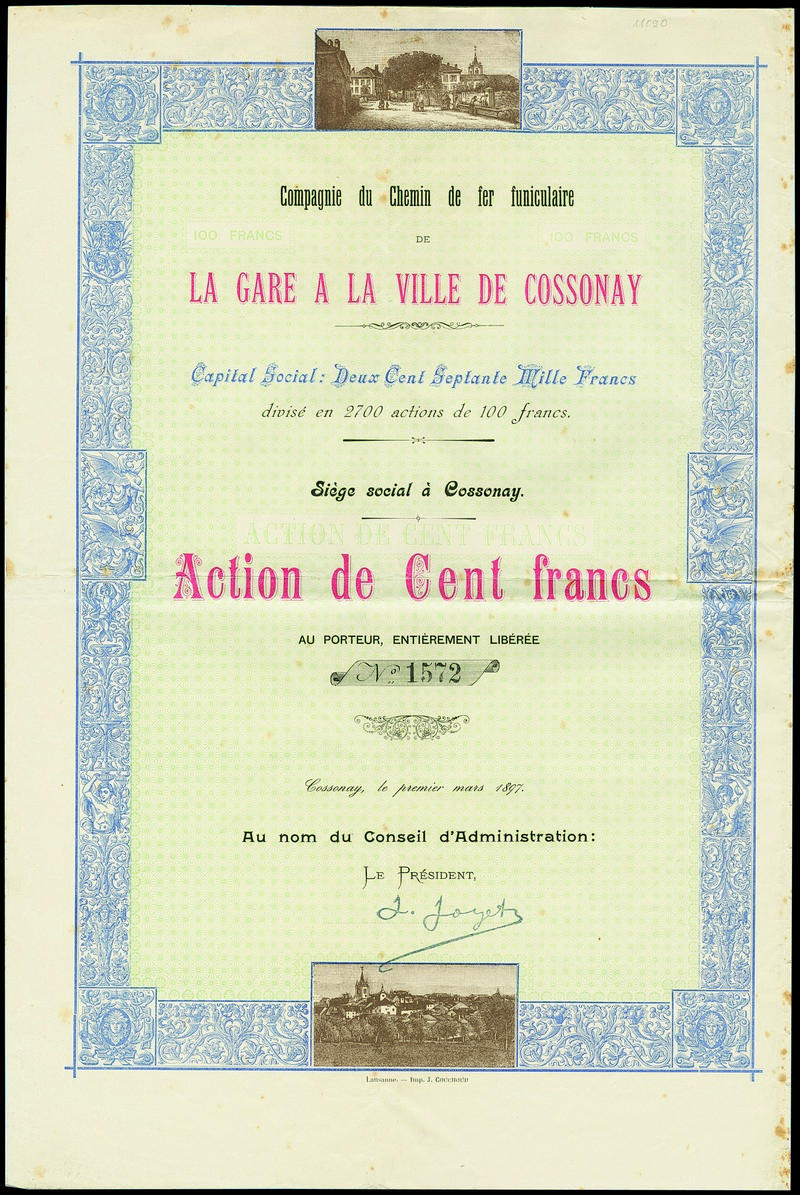 11090
Compagnie du Chemin de fer funiculaire
100 FRANCS
DE
100 FRANCS
LA GARE A LA VILLE DE COSSONAY
Capital Social: Deux Cent Septante Mille Francs
divisé en 2700 actions de 100 francs.
Siège social à Cossonay.
ACTION DE CENT FRANCS
Action de Cent francs
AU PORTEUR, ENTIÈREMENT LIBÉRÉE
No. 1572
Cossonay, le premier mars 1897.
Au nom du Conseil d'Administration:
LE PRÉSIDENT,
J. Joyet
Lausanne. — Imp. J. COUCHOUD